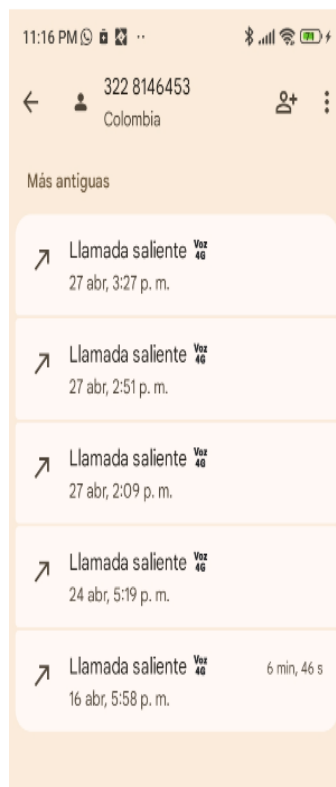 11:16 PM
71
322 8146453
Colombia
Más antiguas
Llamada saliente Voz 4G
27 abr, 3:27 p. m.
Llamada saliente Voz 4G
27 abr, 2:51 p. m.
Llamada saliente Voz 4G
27 abr, 2:09 p. m.
Llamada saliente Voz 4G
24 abr, 5:19 p. m.
Llamada saliente Voz 4G 6 min, 46 s
16 abr, 5:58 p. m.